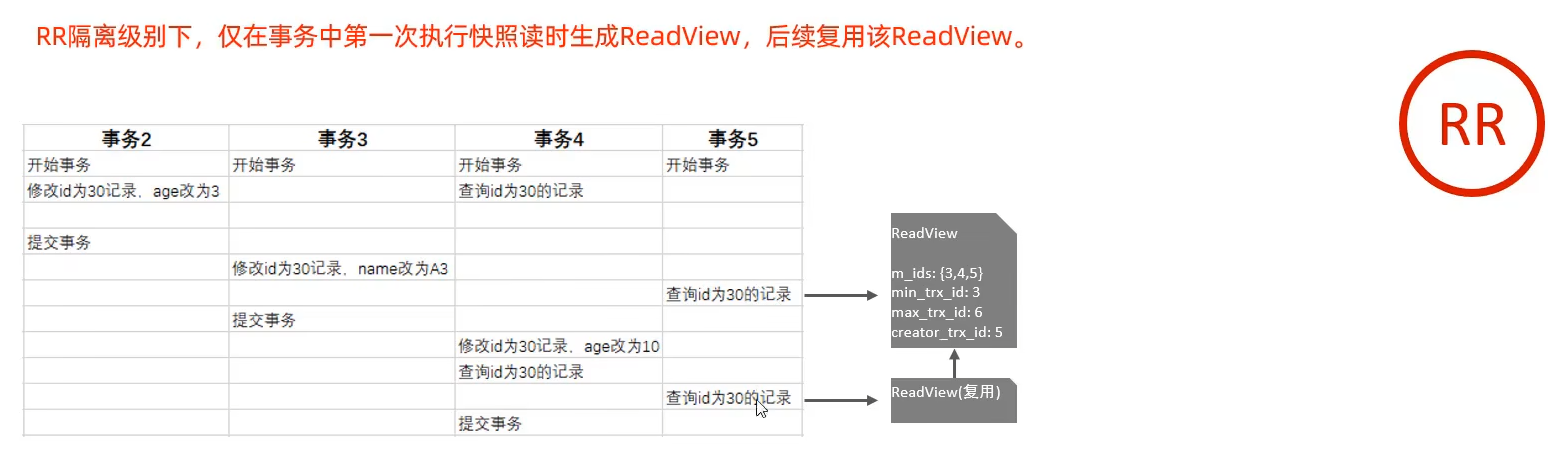 RR隔离级别下，仅在事务中第一次执行快照读时生成ReadView，后续复用该ReadView。
RR
事务2 事务3 事务4 事务5
开始事务 开始事务 开始事务 开始事务
修改id为30记录，age改为3 查询id为30的记录
提交事务
修改id为30记录，name改为A3
查询id为30的记录
提交事务
修改id为30记录，age改为10
查询id为30的记录
查询id为30的记录
提交事务
ReadView
m_ids: {3,4,5}
min_trx_id: 3
max_trx_id: 6
creator_trx_id: 5
ReadView(复用)